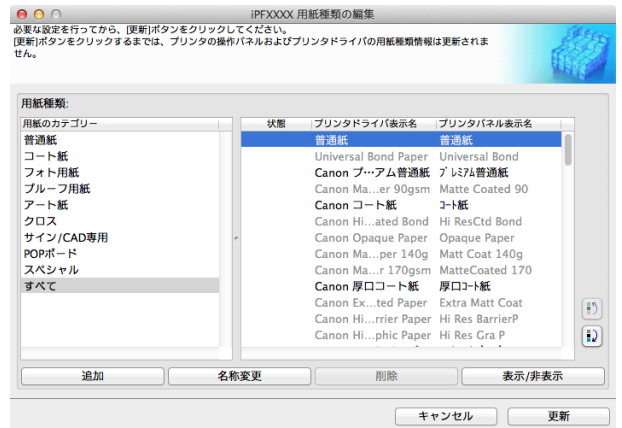 iPFXXXX 用紙種類の編集
必要な設定を行ってから、[更新]ボタンをクリックしてください。
[更新]ボタンをクリックするまでは、プリンタの操作パネルおよびプリンタドライバの用紙種類情報は更新されま
せん。
用紙種類:
用紙のカテゴリー
普通紙
コート紙
フォト用紙
プルーフ用紙
アート紙
クロス
サイン/CAD専用
POPボード
スペシャル
すべて
状態 プリンタドライバ表示名 プリンタパネル表示名
普通紙 普通紙
Universal Bond Paper Universal Bond
Canon プ…アム普通紙 プレミアム普通紙
Canon Ma...er 90gsm Matte Coated 90
Canon コート紙 コート紙
Canon Hi...ated Bond Hi ResCtd Bond
Canon Opaque Paper Opaque Paper
Canon Ma...per 140g Matt Coat 140g
Canon Ma...r 170gsm MatteCoated 170
Canon 厚口コート紙 厚口コート紙
Canon Ex...ted Paper Extra Matt Coat
Canon Hi...rrier Paper Hi Res BarrierP
Canon Hi...phic Paper Hi Res Gra P
追加 名称変更 削除 表示/非表示
キャンセル 更新